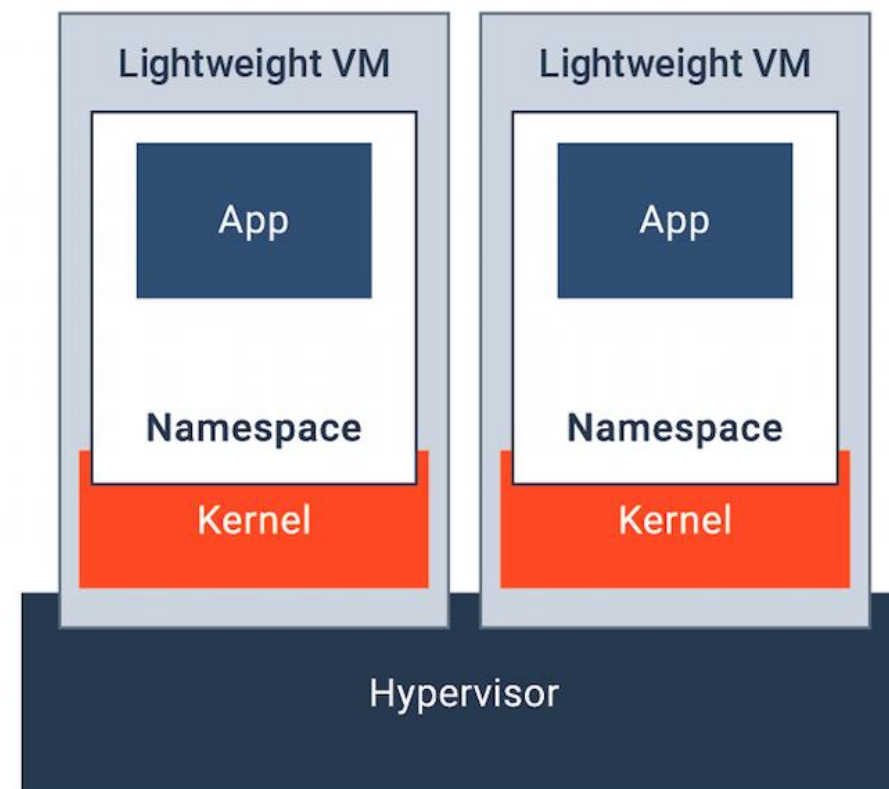 Lightweight VM
Lightweight VM
App
App
Namespace
Namespace
Kernel
Kernel
Hypervisor